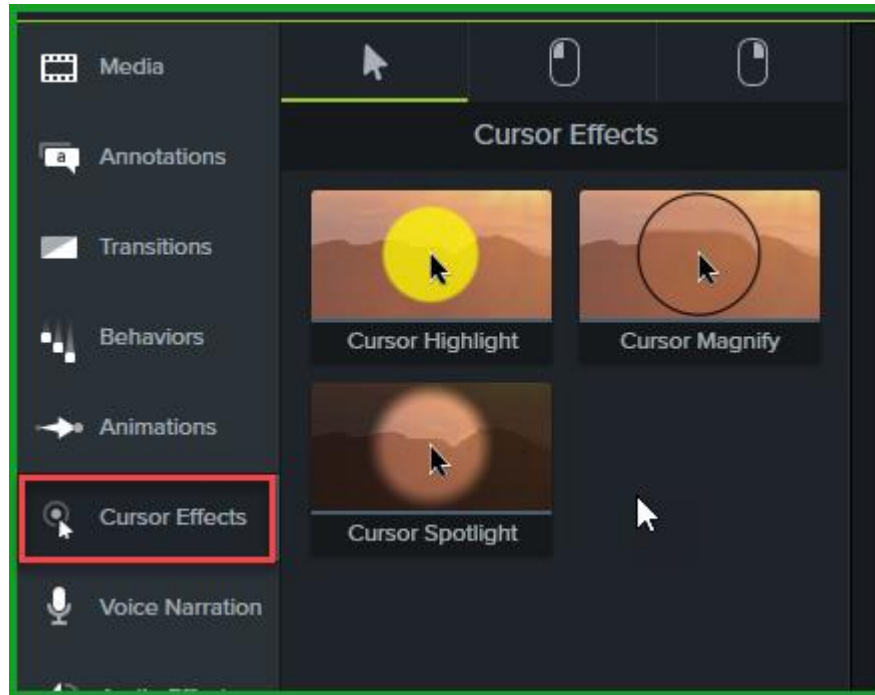 Media
Annotations
Transitions
Behaviors
Animations
Cursor Effects
Voice Narration
Cursor Effects
Cursor Highlight
Cursor Magnify
Cursor Spotlight